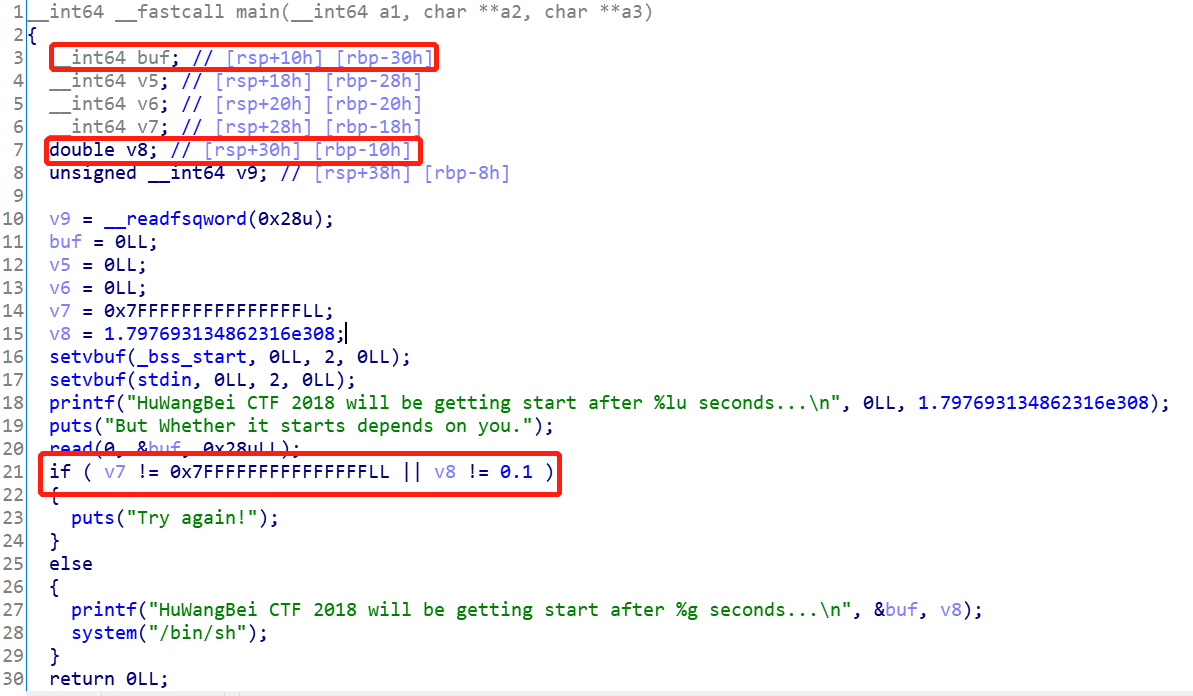 1 __int64 __fastcall main(__int64 a1, char **a2, char **a3)
2 {
3 __int64 buf; // [rsp+10h] [rbp-30h]
4 __int64 v5; // [rsp+18h] [rbp-28h]
5 __int64 v6; // [rsp+20h] [rbp-20h]
6 __int64 v7; // [rsp+28h] [rbp-18h]
7 double v8; // [rsp+30h] [rbp-10h]
8 unsigned __int64 v9; // [rsp+38h] [rbp-8h]
9
10 v9 = __readfsqword(0x28u);
11 buf = 0LL;
12 v5 = 0LL;
13 v6 = 0LL;
14 v7 = 0x7FFFFFFFFFFFFFFFLL;
15 v8 = 1.797693134862316e308;
16 setvbuf(_bss_start, 0LL, 2, 0LL);
17 setvbuf(stdin, 0LL, 2, 0LL);
18 printf("HuWangBei CTF 2018 will be getting start after %lu seconds...\n", 0LL, 1.797693134862316e308);
19 puts("But Whether it starts depends on you.");
20 read(0, &buf, 0x28uLL);
21 if ( v7 != 0x7FFFFFFFFFFFFFFFLL || v8 != 0.1 )
22 {
23 puts("Try again!");
24 }
25 else
26 {
27 printf("HuWangBei CTF 2018 will be getting start after %g seconds...\n", &buf, v8);
28 system("/bin/sh");
29 }
30 return 0LL;